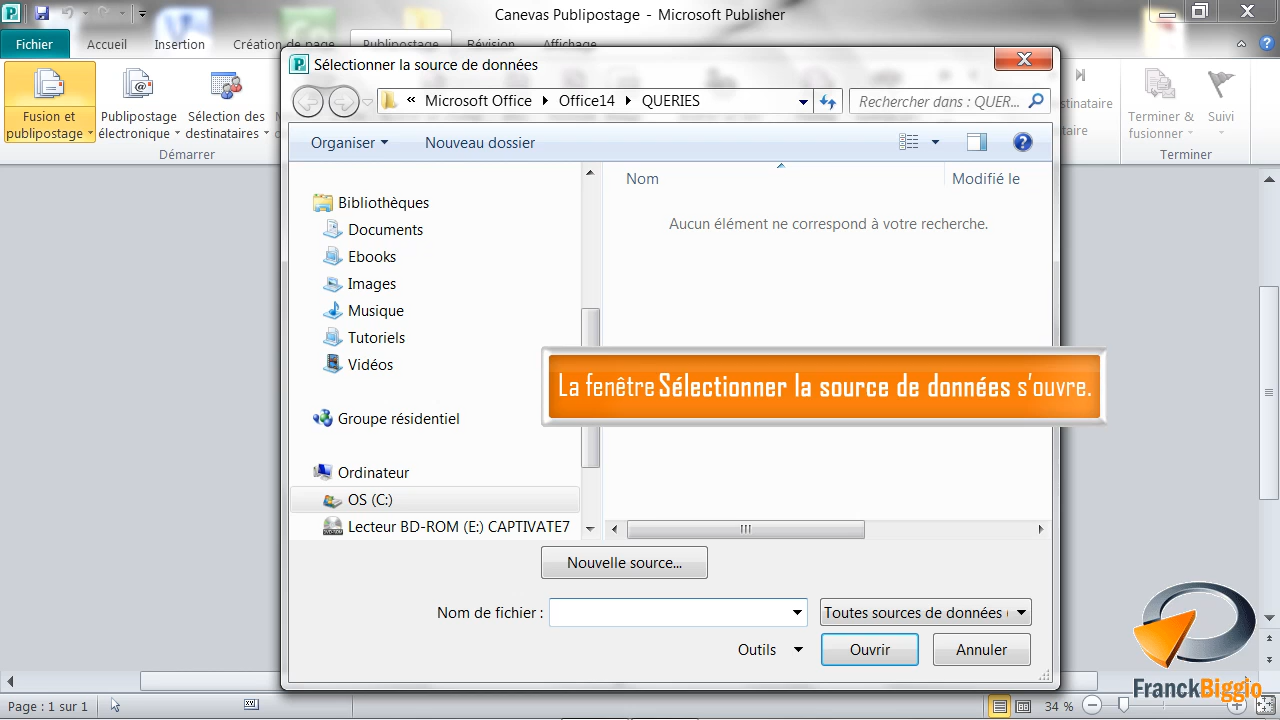 Canevas Publipostage - Microsoft Publisher
Fichier Accueil Insertion Création de page Publipostage Révision Affichage
Sélectionner la source de données
« Microsoft Office Office14 QUERIES
Rechercher dans : QUER...
Fusion et publipostage
Publipostage électronique
Sélection des destinataires
Démarrer
Terminer & fusionner
Suivi
Terminer
Organiser
Nouveau dossier
Nom
Modifié le
Aucun élément ne correspond à votre recherche.
Bibliothèques
Documents
Ebooks
Images
Musique
Tutoriels
Vidéos
Groupe résidentiel
Ordinateur
OS (C:)
Lecteur BD-ROM (E:) CAPTIVATE7
La fenêtre Sélectionner la source de données s'ouvre.
Nouvelle source...
Nom de fichier :
Toutes sources de données
Outils
Ouvrir
Annuler
FranckBiggio
Page : 1 sur 1
34 %